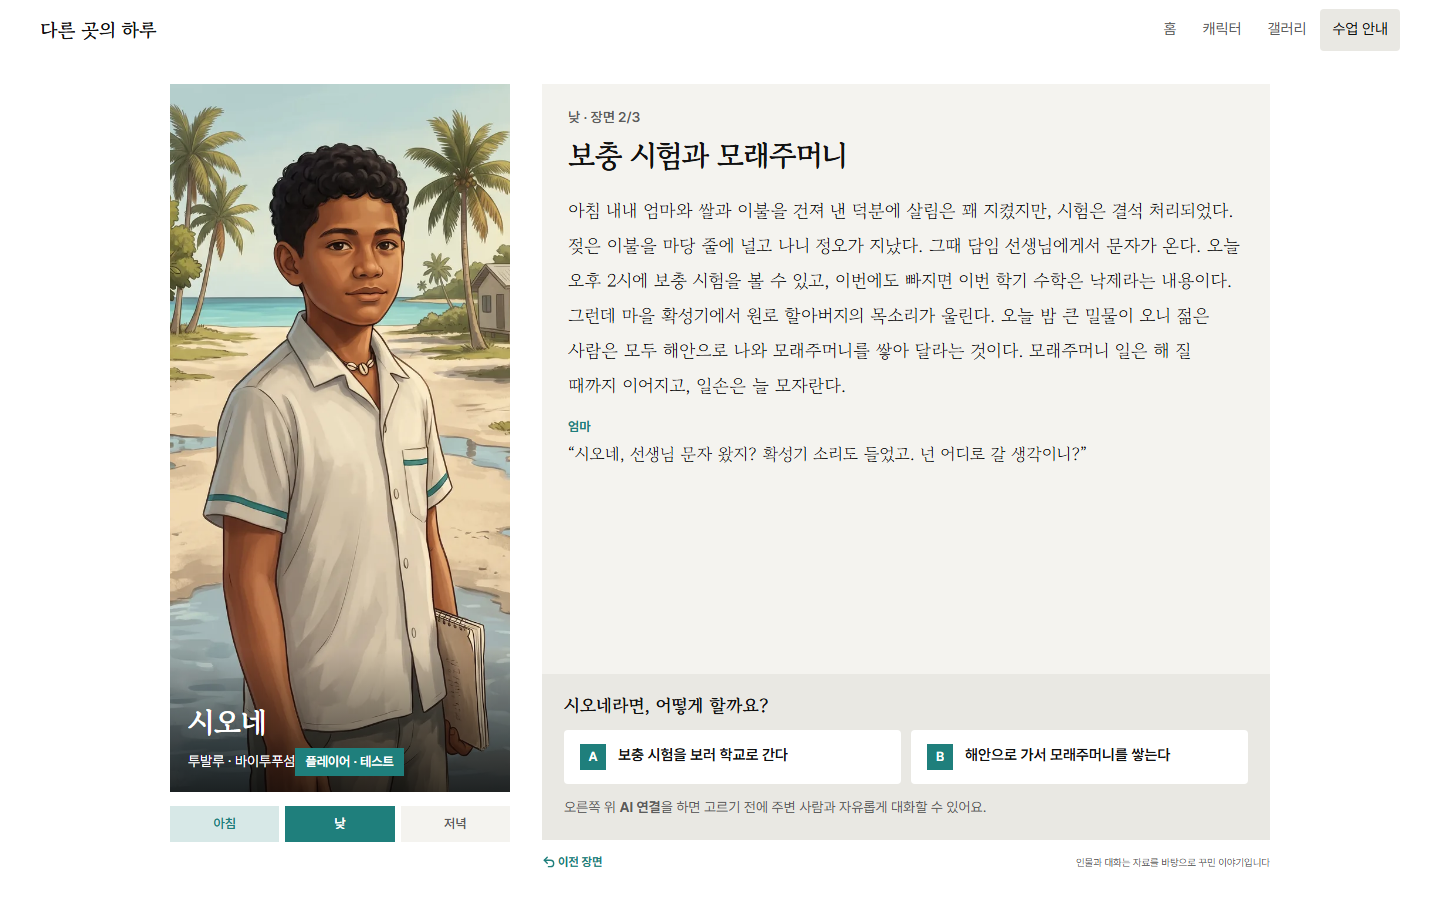 다른 곳의 하루
홈 캐릭터 갤러리 수업 안내
시오네
투발루 · 바이투푸섬 플레이어 · 테스트
아침 낮 저녁
낮 · 장면 2/3
보충 시험과 모래주머니
아침 내내 엄마와 쌀과 이불을 건져 낸 덕분에 살림은 꽤 지켰지만, 시험은 결석 처리되었다.
젖은 이불을 마당 줄에 널고 나니 정오가 지났다. 그때 담임 선생님에게서 문자가 온다. 오늘
오후 2시에 보충 시험을 볼 수 있고, 이번에도 빠지면 이번 학기 수학은 낙제라는 내용이다.
그런데 마을 확성기에서 원로 할아버지의 목소리가 울린다. 오늘 밤 큰 밀물이 오니 젊은
사람은 모두 해안으로 나와 모래주머니를 쌓아 달라는 것이다. 모래주머니 일은 해 질
때까지 이어지고, 일손은 늘 모자란다.
엄마
“시오네, 선생님 문자 왔지? 확성기 소리도 들었고. 넌 어디로 갈 생각이니?”
시오네라면, 어떻게 할까요?
A 보충 시험을 보러 학교로 간다
B 해안으로 가서 모래주머니를 쌓는다
오른쪽 위 AI 연결을 하면 고르기 전에 주변 사람과 자유롭게 대화할 수 있어요.
이전 장면
인물과 대화는 자료를 바탕으로 꾸민 이야기입니다